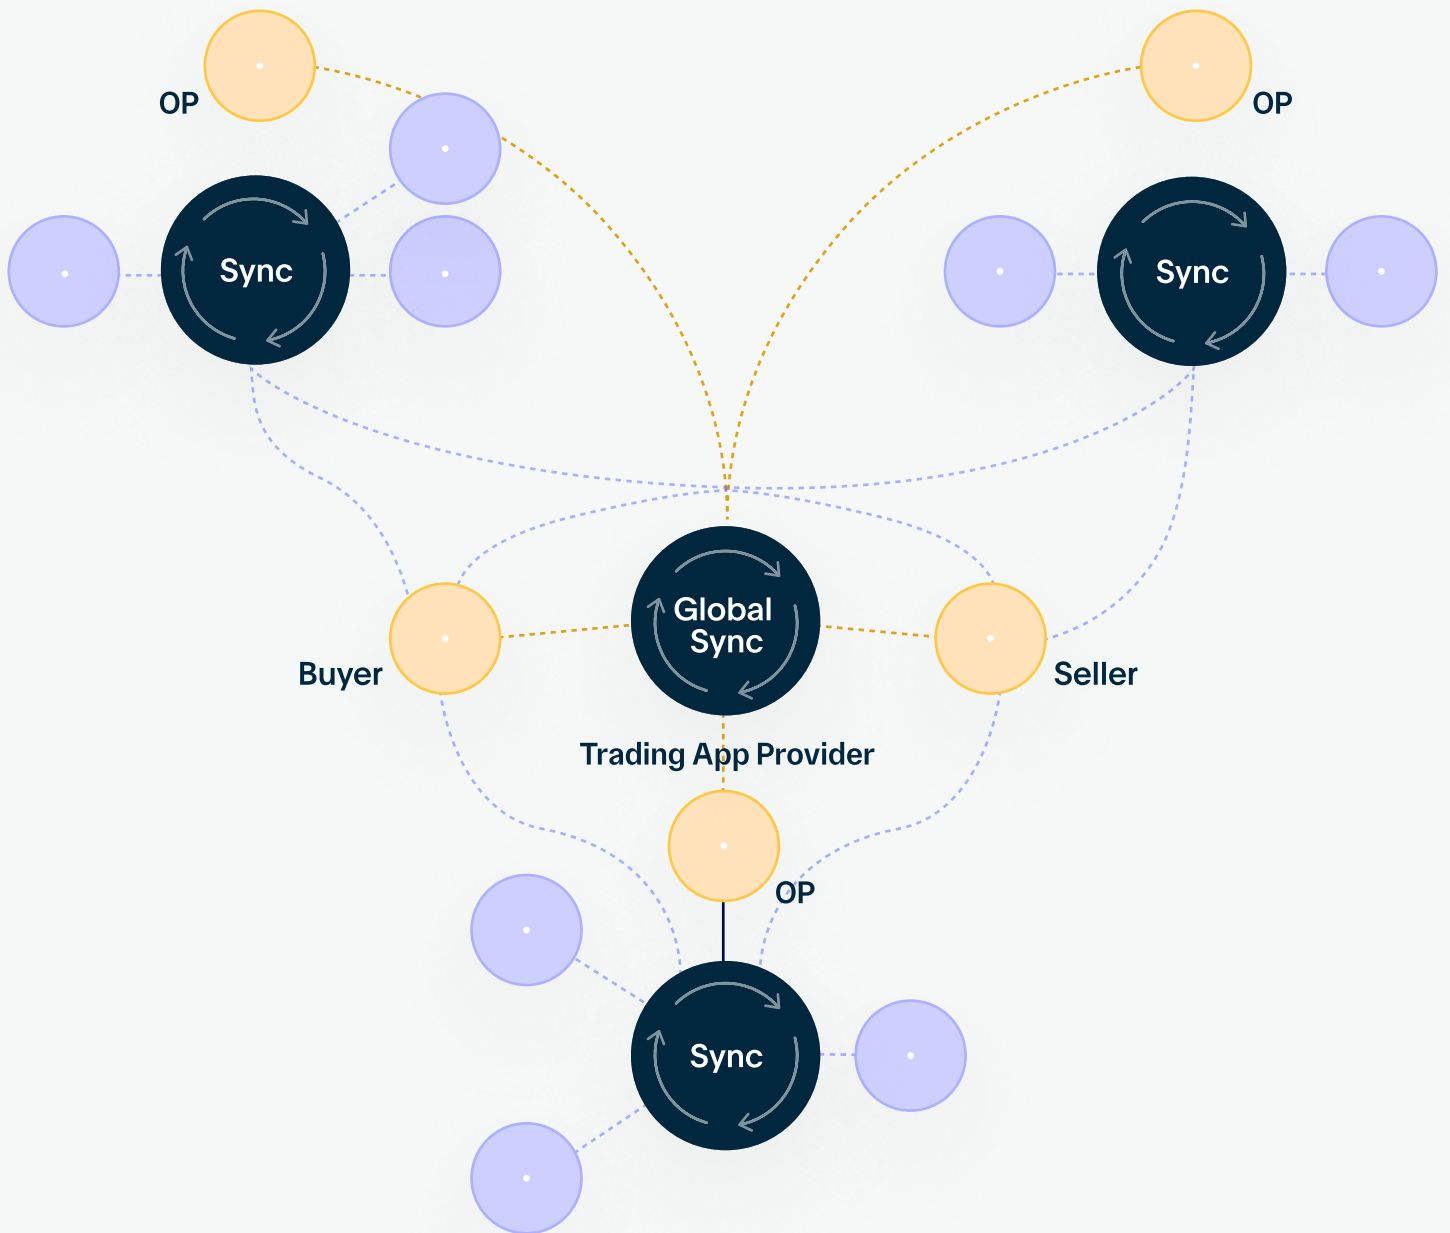 OP
OP
Sync
Sync
Global
Sync
Buyer
Seller
Trading App Provider
OP
Sync